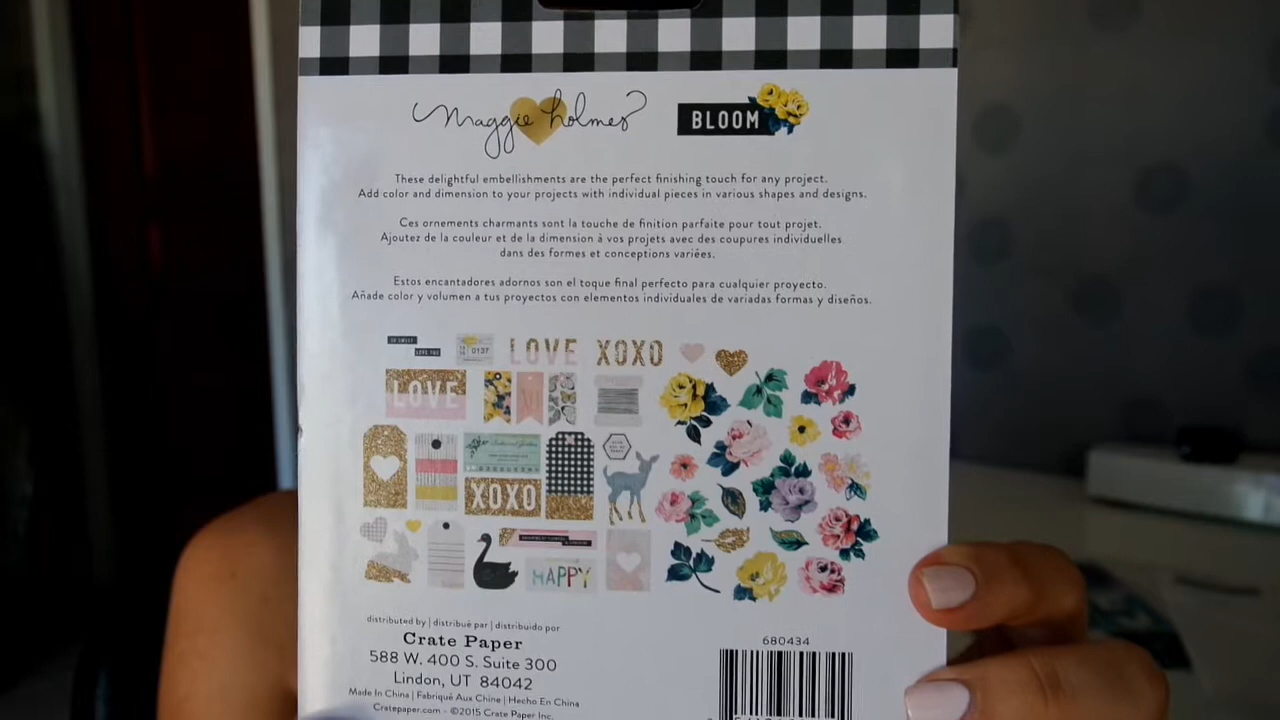 Maggie Holmes
BLOOM
These delightful embellishments are the perfect finishing touch for any project.
Add color and dimension to your projects with individual pieces in various shapes and designs.
Ces ornements charmants sont la touche de finition parfaite pour tout projet.
Ajoutez de la couleur et de la dimension à vos projets avec des coupures individuelles
dans des formes et conceptions variées.
Estos encantadores adornos son el toque final perfecto para cualquier proyecto.
Añade color y volumen a tus proyectos con elementos individuales de variadas formas y diseños.
SO SWEET
LOVE YOU
0137
LOVE
XOXO
LOVE
XOXO
HAPPY
distributed by | distribué par | distribuido por
Crate Paper
588 W. 400 S. Suite 300
Lindon, UT 84042
Made In China | Fabriqué Aux Chine | Hecho En China
Cratepaper.com - ©2015 Crate Paper Inc.
680434